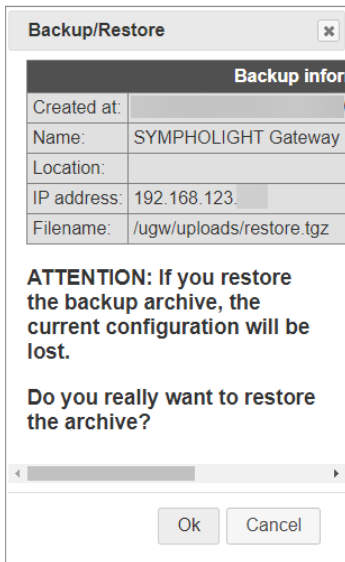 Backup/Restore
Backup infor
Created at:
Name: SYMPHOLIGHT Gateway
Location:
IP address: 192.168.123.
Filename: /ugw/uploads/restore.tgz
ATTENTION: If you restore
the backup archive, the
current configuration will be
lost.
Do you really want to restore
the archive?
Ok Cancel